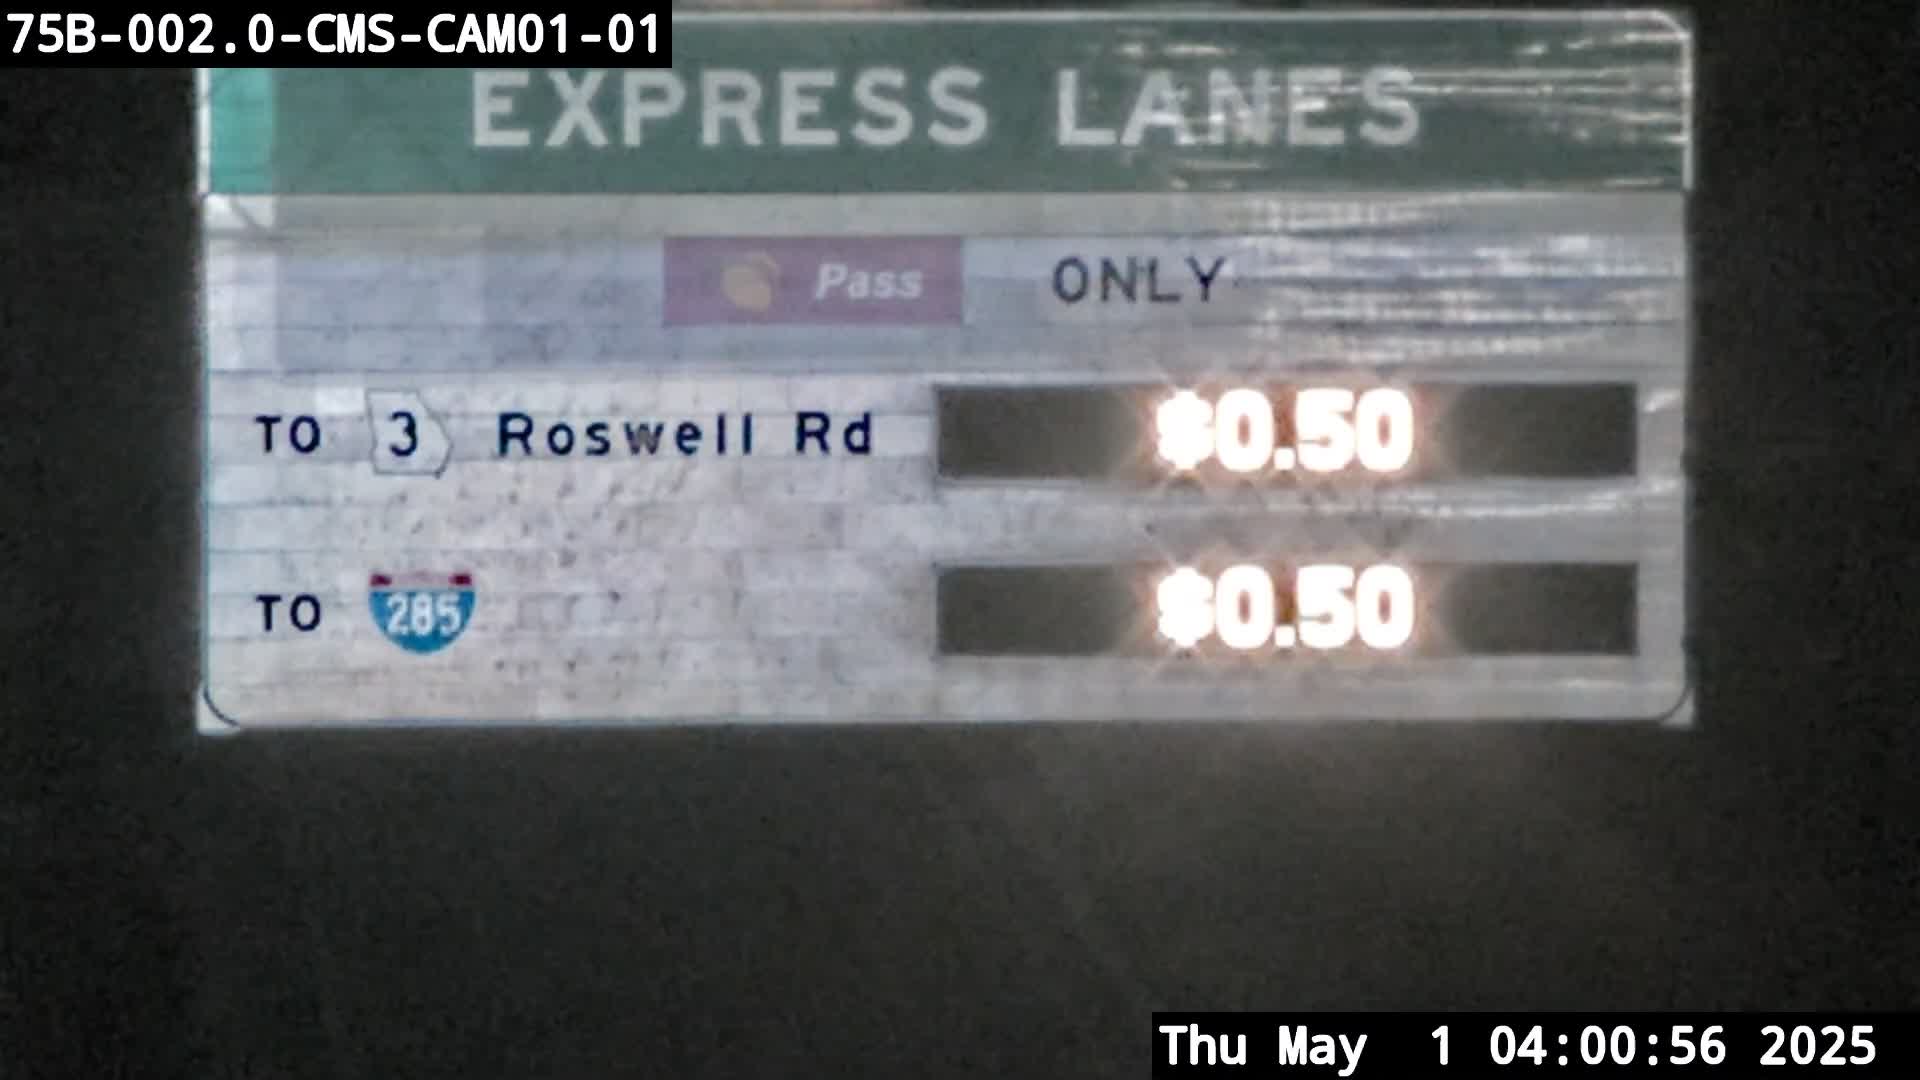 75B-002.0-CMS-CAM01-01
EXPRESS LANES
Pass ONLY
TO 3 Roswell Rd $0.50
TO 285 $0.50
Thu May 1 04:00:56 2025